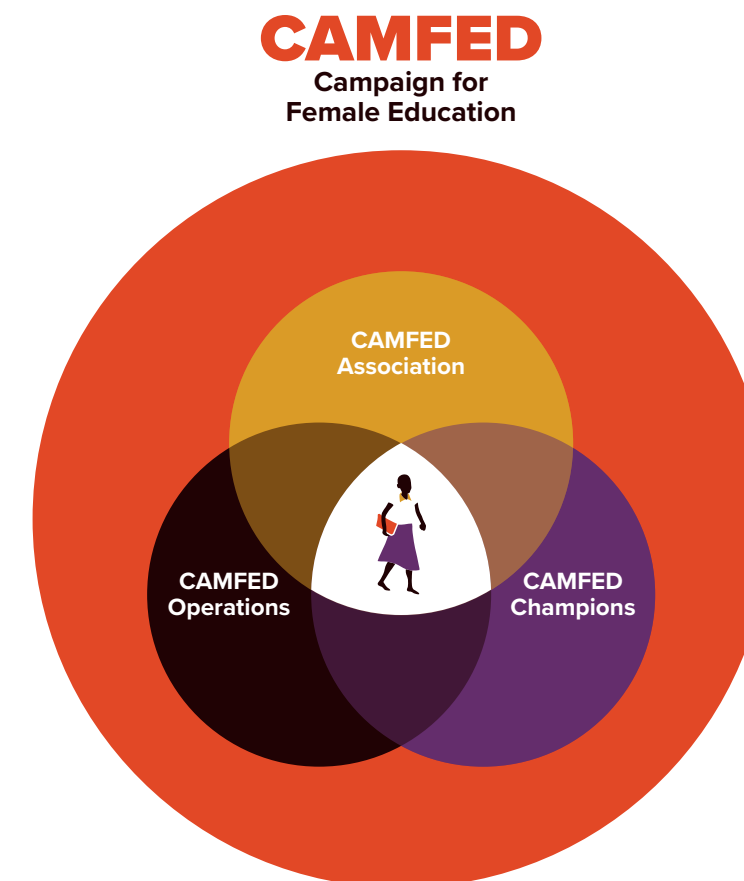 CAMFED
Campaign for
Female Education
CAMFED
Association
CAMFED
Operations
CAMFED
Champions